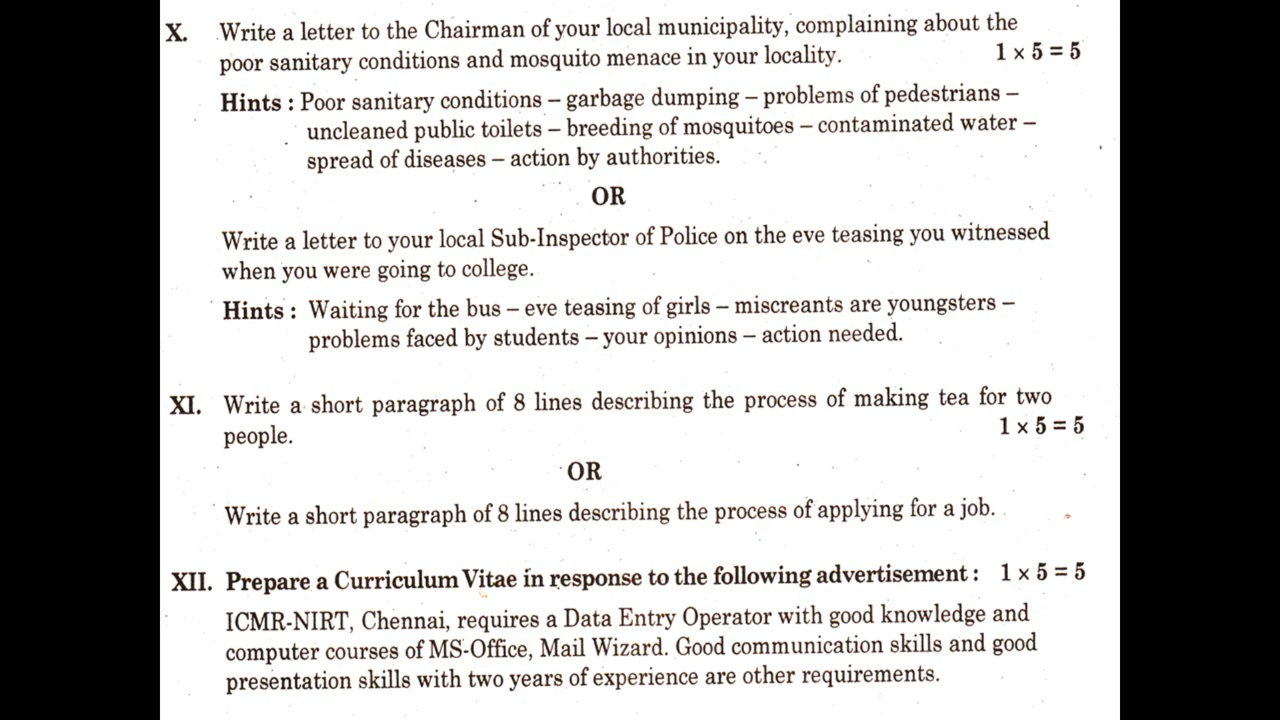 X. Write a letter to the Chairman of your local municipality, complaining about the
poor sanitary conditions and mosquito menace in your locality. 1 × 5 = 5
Hints : Poor sanitary conditions – garbage dumping – problems of pedestrians –
uncleaned public toilets – breeding of mosquitoes – contaminated water –
spread of diseases – action by authorities.
OR
Write a letter to your local Sub-Inspector of Police on the eve teasing you witnessed
when you were going to college.
Hints : Waiting for the bus – eve teasing of girls – miscreants are youngsters –
problems faced by students – your opinions – action needed.
XI. Write a short paragraph of 8 lines describing the process of making tea for two
people. 1 × 5 = 5
OR
Write a short paragraph of 8 lines describing the process of applying for a job.
XII. Prepare a Curriculum Vitae in response to the following advertisement : 1 × 5 = 5
ICMR-NIRT, Chennai, requires a Data Entry Operator with good knowledge and
computer courses of MS-Office, Mail Wizard. Good communication skills and good
presentation skills with two years of experience are other requirements.